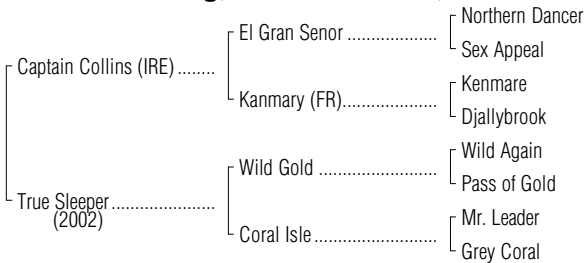 Northern Dancer
El Gran Senor ....................
Sex Appeal
Captain Collins (IRE) ........
Kenmare
Kanmary (FR).....................
Djallybrook
Wild Again
Wild Gold ..........................
Pass of Gold
True Sleeper ......................
(2002)
Mr. Leader
Coral Isle ...........................
Grey Coral